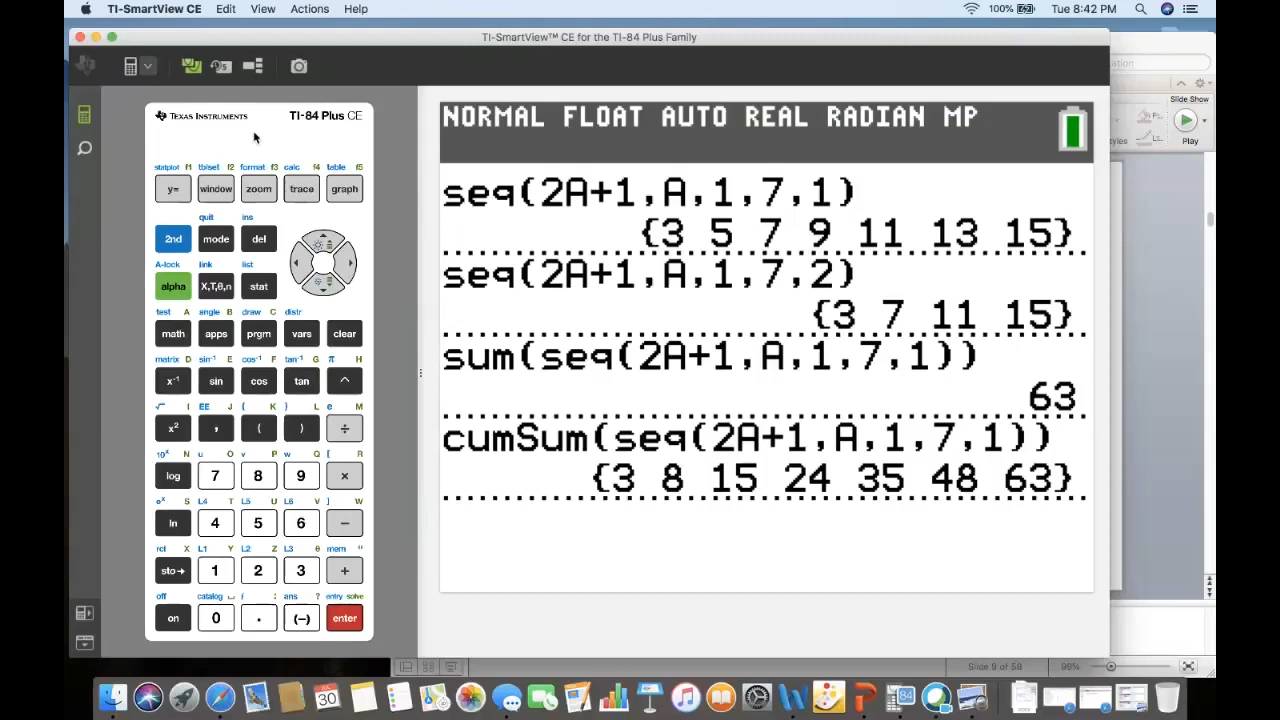 TI-SmartView CE Edit View Actions Help 100% Tue 8:42 PM
TI-SmartView™ CE for the TI-84 Plus Family
TEXAS INSTRUMENTS TI-84 Plus CE
statplot f1 tblset f2 format f3 calc f4 table f5
y= window zoom trace graph
quit ins
2nd mode del
A-lock link list
alpha X,T,θ,n stat
test A angle B draw C distr
math apps prgm vars clear
matrix D sin⁻¹ E cos⁻¹ F tan⁻¹ G π H
x⁻¹ sin cos tan ^
√ I EE J { K } L e M
x² , ( ) ÷
10ˣ N u O v P w Q [ R
log 7 8 9 ×
eˣ S L4 T L5 U L6 V ] W
ln 4 5 6 −
rcl X L1 Y L2 Z L3 θ mem "
sto→ 1 2 3 +
off catalog ⎵ i : ans ? entry solve
on 0 . (−) enter
NORMAL FLOAT AUTO REAL RADIAN MP
seq(2A+1,A,1,7,1)
{3 5 7 9 11 13 15}
seq(2A+1,A,1,7,2)
{3 7 11 15}
sum(seq(2A+1,A,1,7,1))
63
cumSum(seq(2A+1,A,1,7,1))
{3 8 15 24 35 48 63}
Slide Show
Play
Slide 9 of 58 98%
30
84